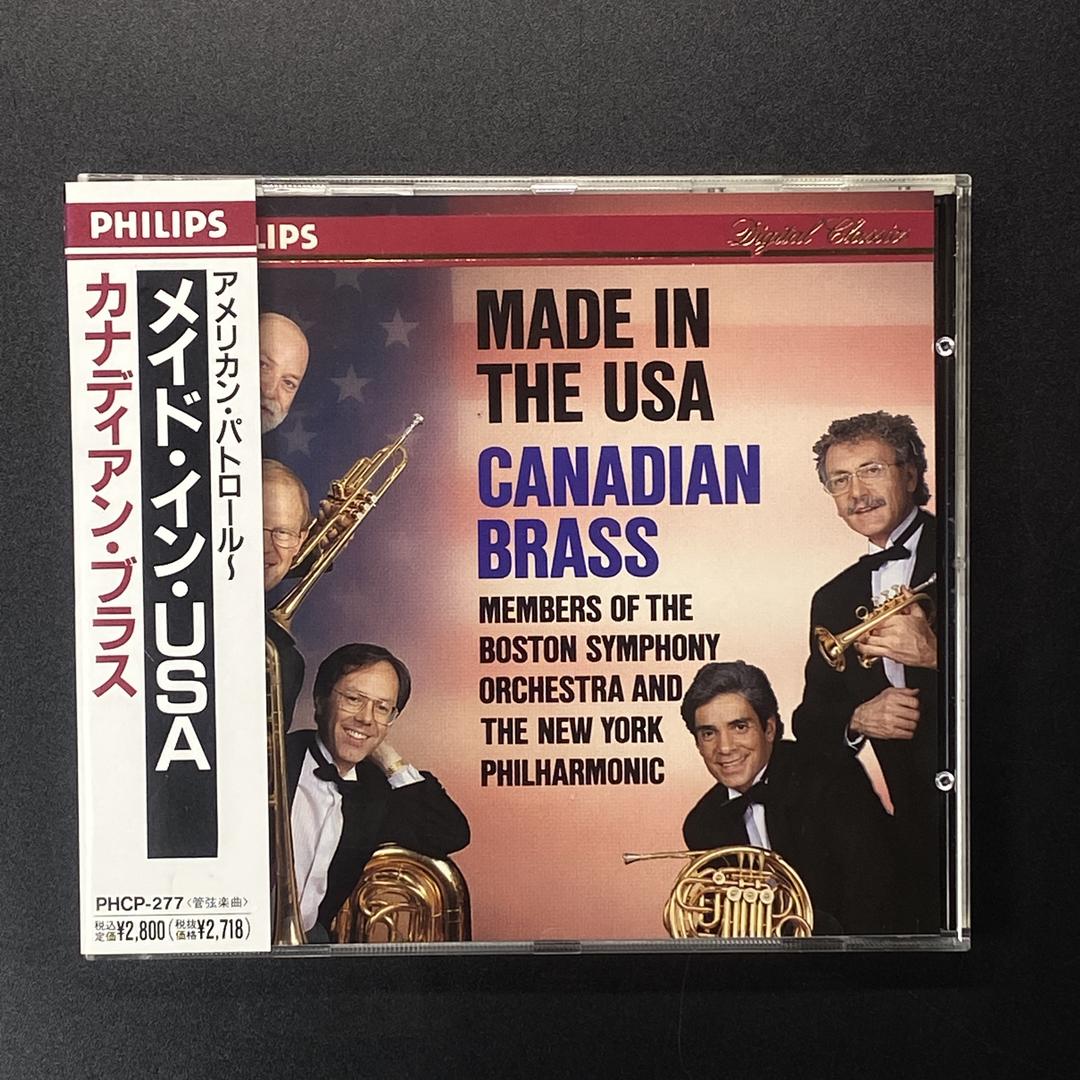 PHILIPS
アメリカン・パトロール〜
メイド・イン・USA
カナディアン・ブラス
PHCP-277〈管弦楽曲〉
税込定価¥2,800(税抜価格¥2,718)
LIPS
Digital Classics
MADE IN
THE USA
CANADIAN
BRASS
MEMBERS OF THE
BOSTON SYMPHONY
ORCHESTRA AND
THE NEW YORK
PHILHARMONIC